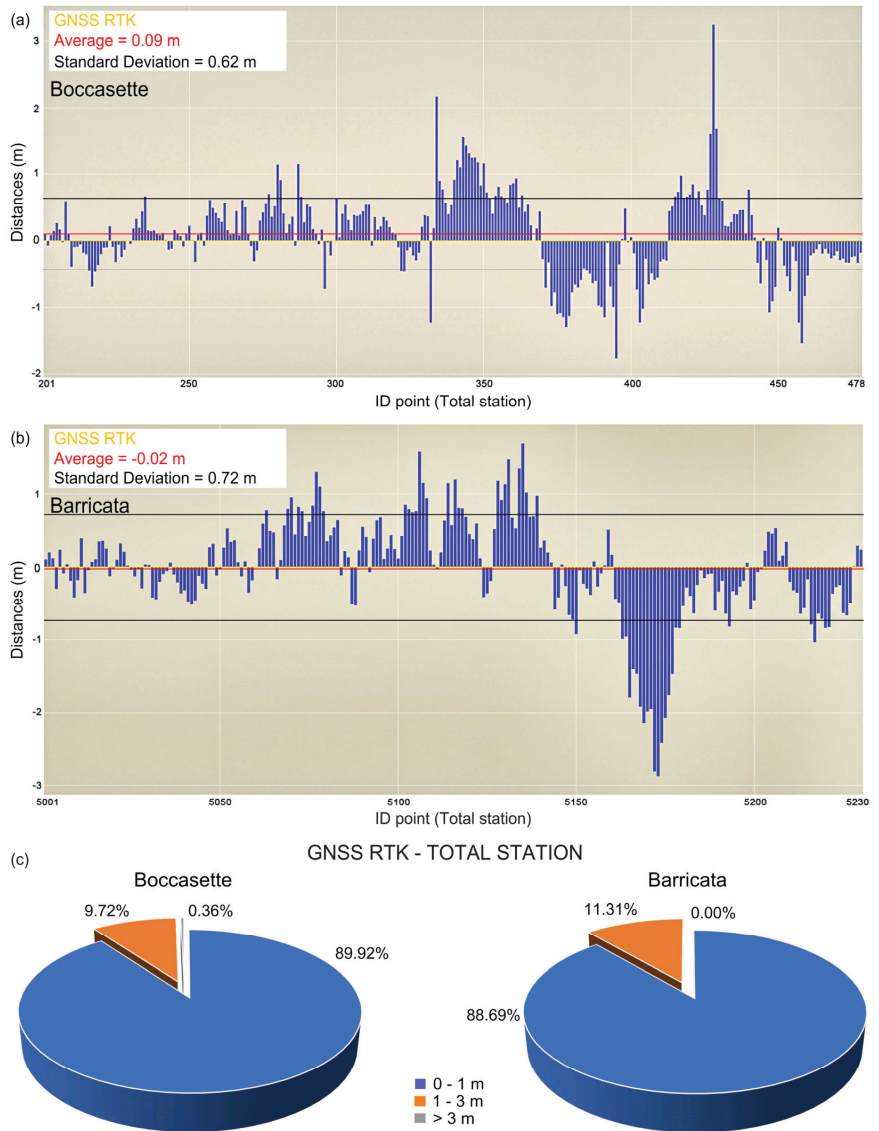 (a)
GNSS RTK
Average = 0.09 m
Standard Deviation = 0.62 m
Boccasette
Distances (m)
3
2
1
0
-1
-2
201
250
300
350
400
450
478
ID point (Total station)
(b)
GNSS RTK
Average = -0.02 m
Standard Deviation = 0.72 m
Barricata
Distances (m)
1
0
-1
-2
-3
5001
5050
5100
5150
5200
5230
ID point (Total station)
(c)
GNSS RTK - TOTAL STATION
Boccasette
9.72%
0.36%
89.92%
Barricata
11.31%
0.00%
88.69%
0 - 1 m
1 - 3 m
> 3 m